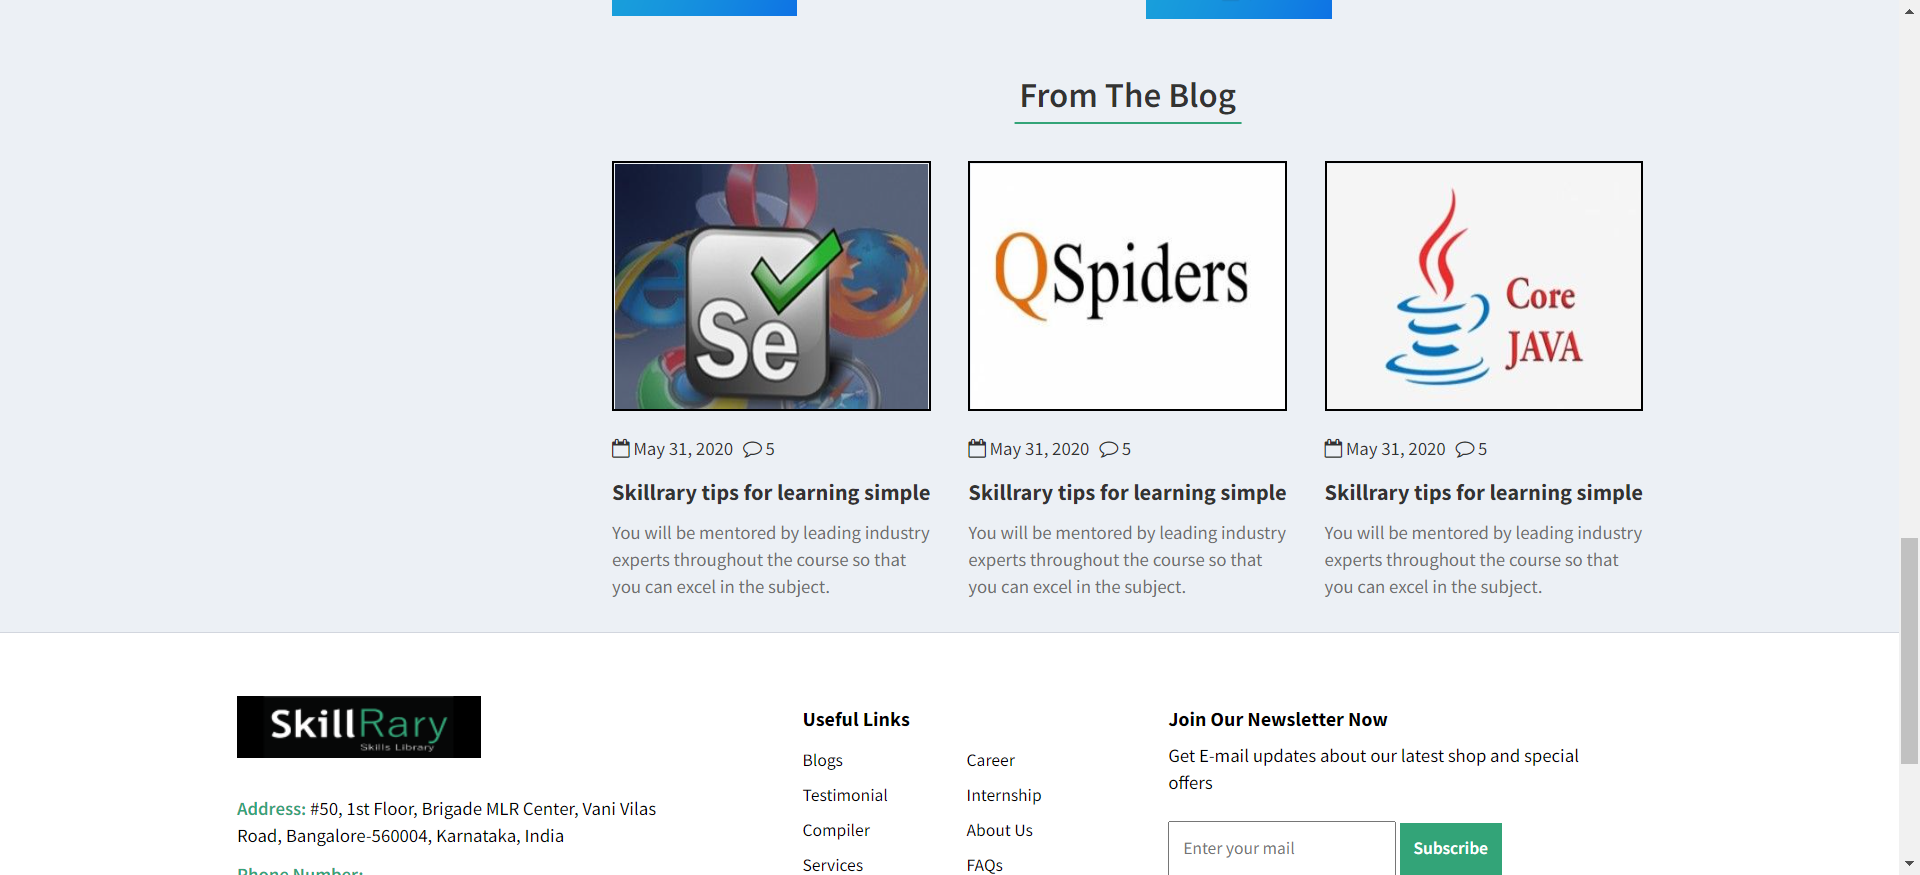 From The Blog
Se
QSpiders
Core
JAVA
May 31, 2020 5
May 31, 2020 5
May 31, 2020 5
Skillrary tips for learning simple
Skillrary tips for learning simple
Skillrary tips for learning simple
You will be mentored by leading industry
experts throughout the course so that
you can excel in the subject.
You will be mentored by leading industry
experts throughout the course so that
you can excel in the subject.
You will be mentored by leading industry
experts throughout the course so that
you can excel in the subject.
SkillRary
Skills Library
Address: #50, 1st Floor, Brigade MLR Center, Vani Vilas
Road, Bangalore-560004, Karnataka, India
Phone Number:
Useful Links
Blogs
Testimonial
Compiler
Services
Career
Internship
About Us
FAQs
Join Our Newsletter Now
Get E-mail updates about our latest shop and special
offers
Enter your mail
Subscribe